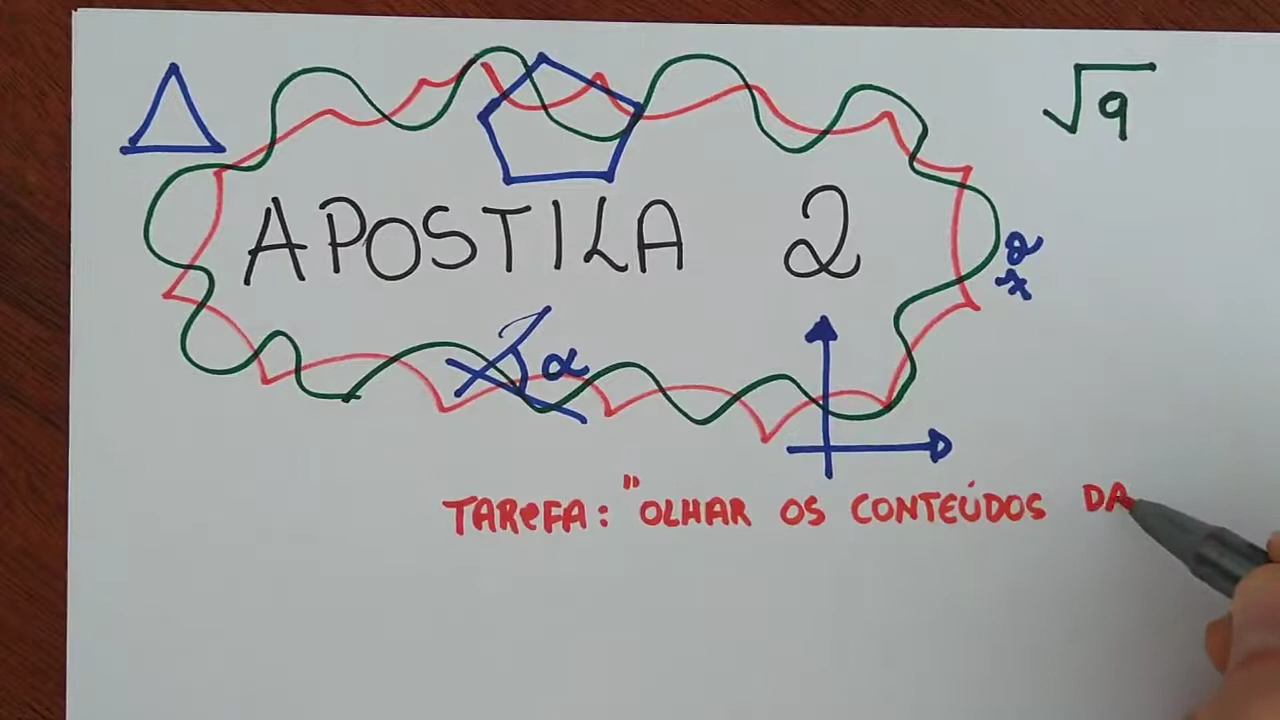 √9
APOSTILA 2
α
TAREFA: "OLHAR OS CONTEÚDOS DA